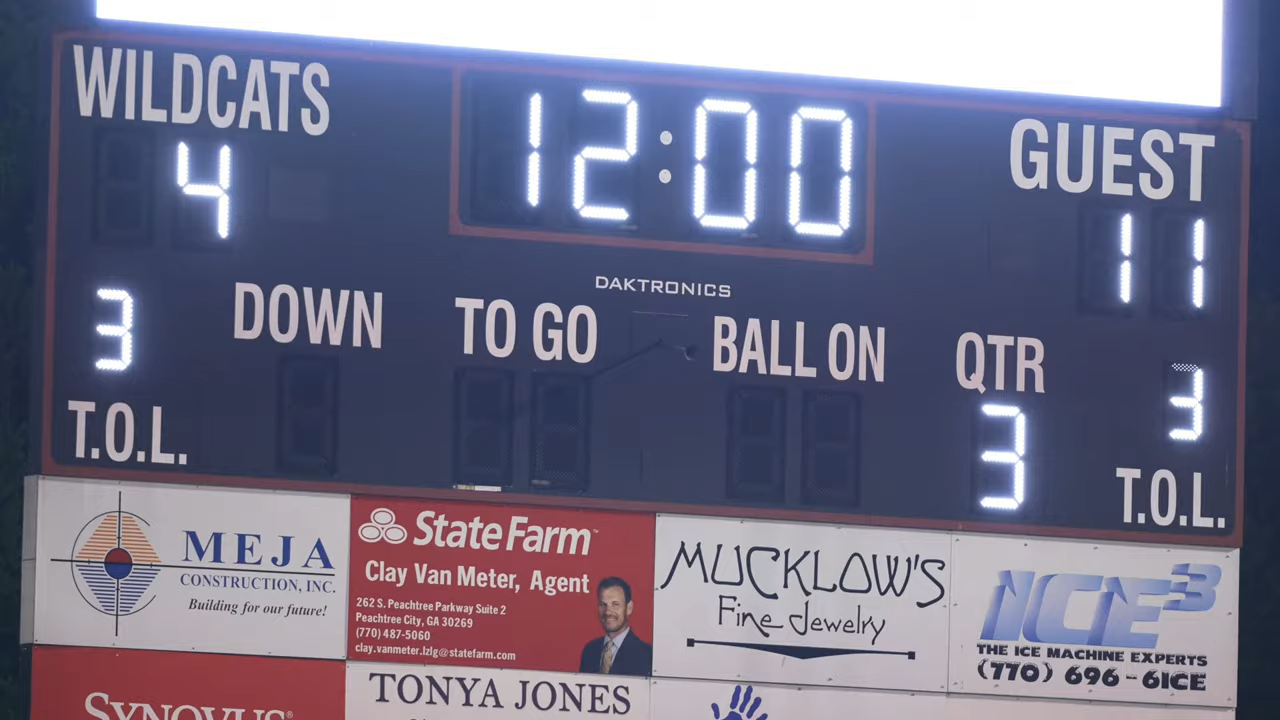 WILDCATS
12:00
GUEST
4
11
DAKTRONICS
3
DOWN
TO GO
BALL ON
QTR
3
3
T.O.L.
T.O.L.
MEJA
CONSTRUCTION, INC.
Building for our future!
State Farm™
Clay Van Meter, Agent
262 S. Peachtree Parkway Suite 2
Peachtree City, GA 30269
(770) 487-5060
clay.vanmeter.lzlg@statefarm.com
MUCKLOW'S
Fine Jewelry
ICE3
THE ICE MACHINE EXPERTS
(770) 696-6ICE
SYNOVUS®
TONYA JONES